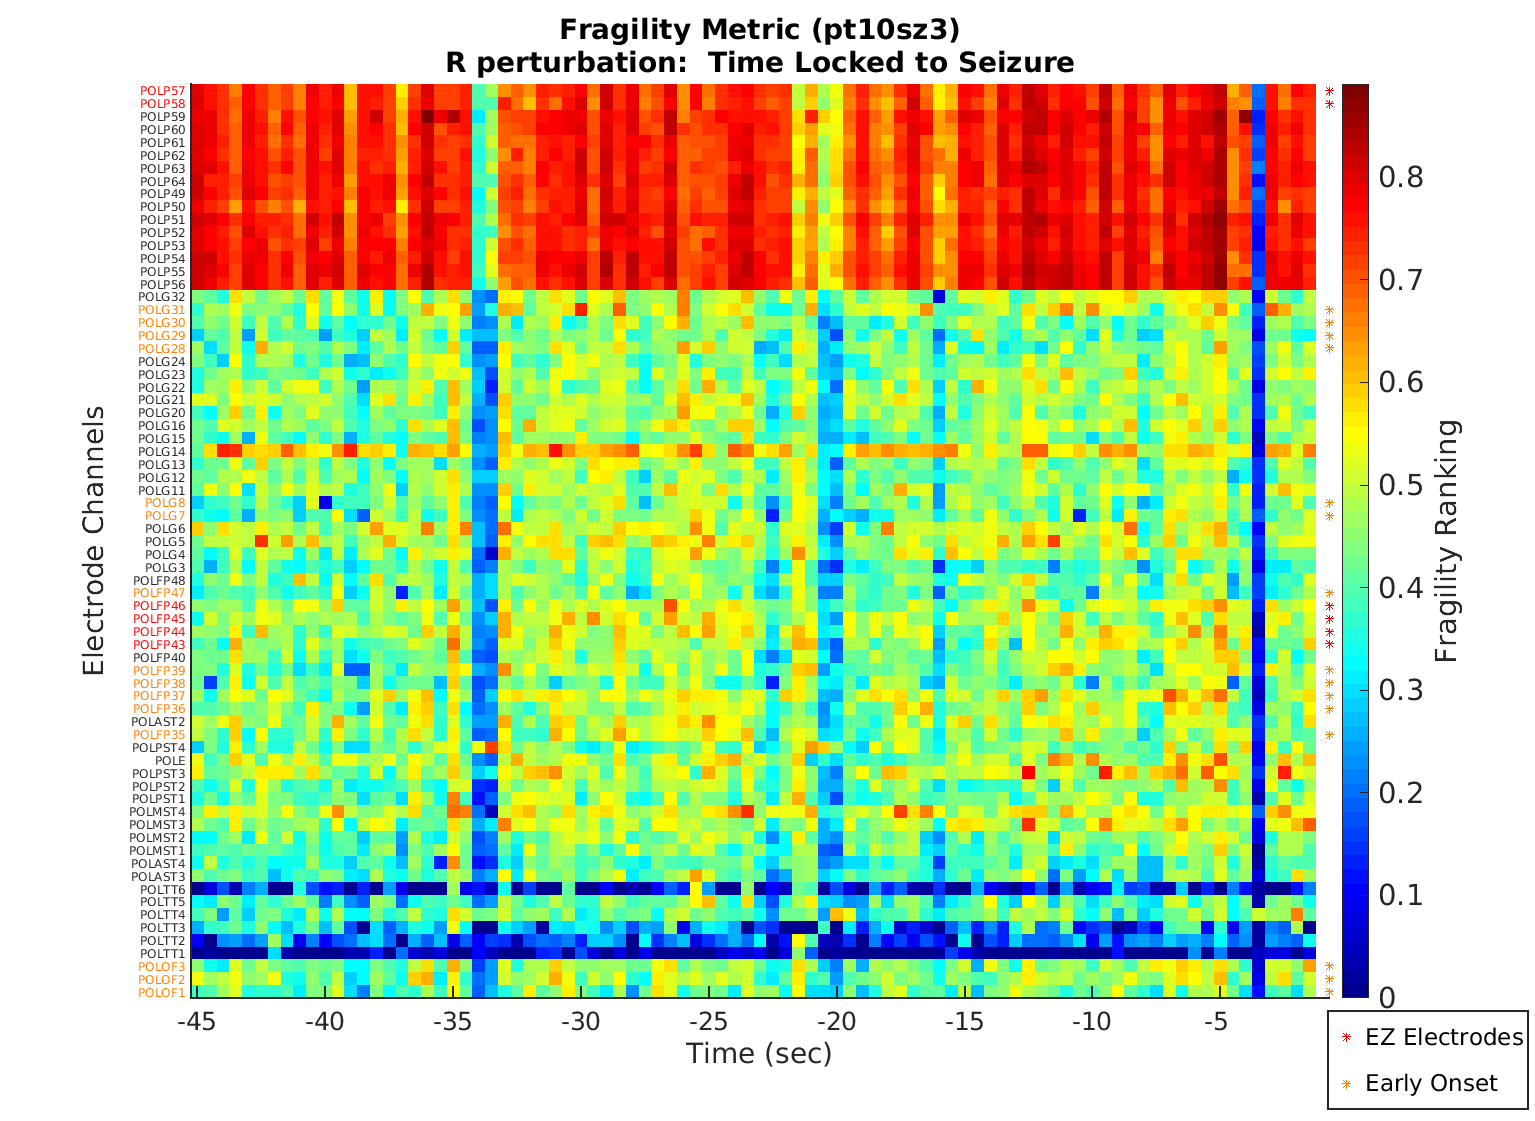 Fragility Metric (pt10sz3)
R perturbation:  Time Locked to Seizure
POLP57
POLP58
POLP59
POLP60
POLP61
POLP62
POLP63
POLP64
POLP49
POLP50
POLP51
POLP52
POLP53
POLP54
POLP55
POLP56
POLG32
POLG31
POLG30
POLG29
POLG28
POLG24
POLG23
POLG22
POLG21
POLG20
POLG16
POLG15
POLG14
POLG13
POLG12
POLG11
POLG8
POLG7
POLG6
POLG5
POLG4
POLG3
POLFP48
POLFP47
POLFP46
POLFP45
POLFP44
POLFP43
POLFP40
POLFP39
POLFP38
POLFP37
POLFP36
POLAST2
POLFP35
POLPST4
POLE
POLPST3
POLPST2
POLPST1
POLMST4
POLMST3
POLMST2
POLMST1
POLAST4
POLAST3
POLTT6
POLTT5
POLTT4
POLTT3
POLTT2
POLTT1
POLOF3
POLOF2
POLOF1
Electrode Channels
-45 -40 -35 -30 -25 -20 -15 -10 -5
Time (sec)
0.8
0.7
0.6
0.5
0.4
0.3
0.2
0.1
0
Fragility Ranking
EZ Electrodes
Early Onset